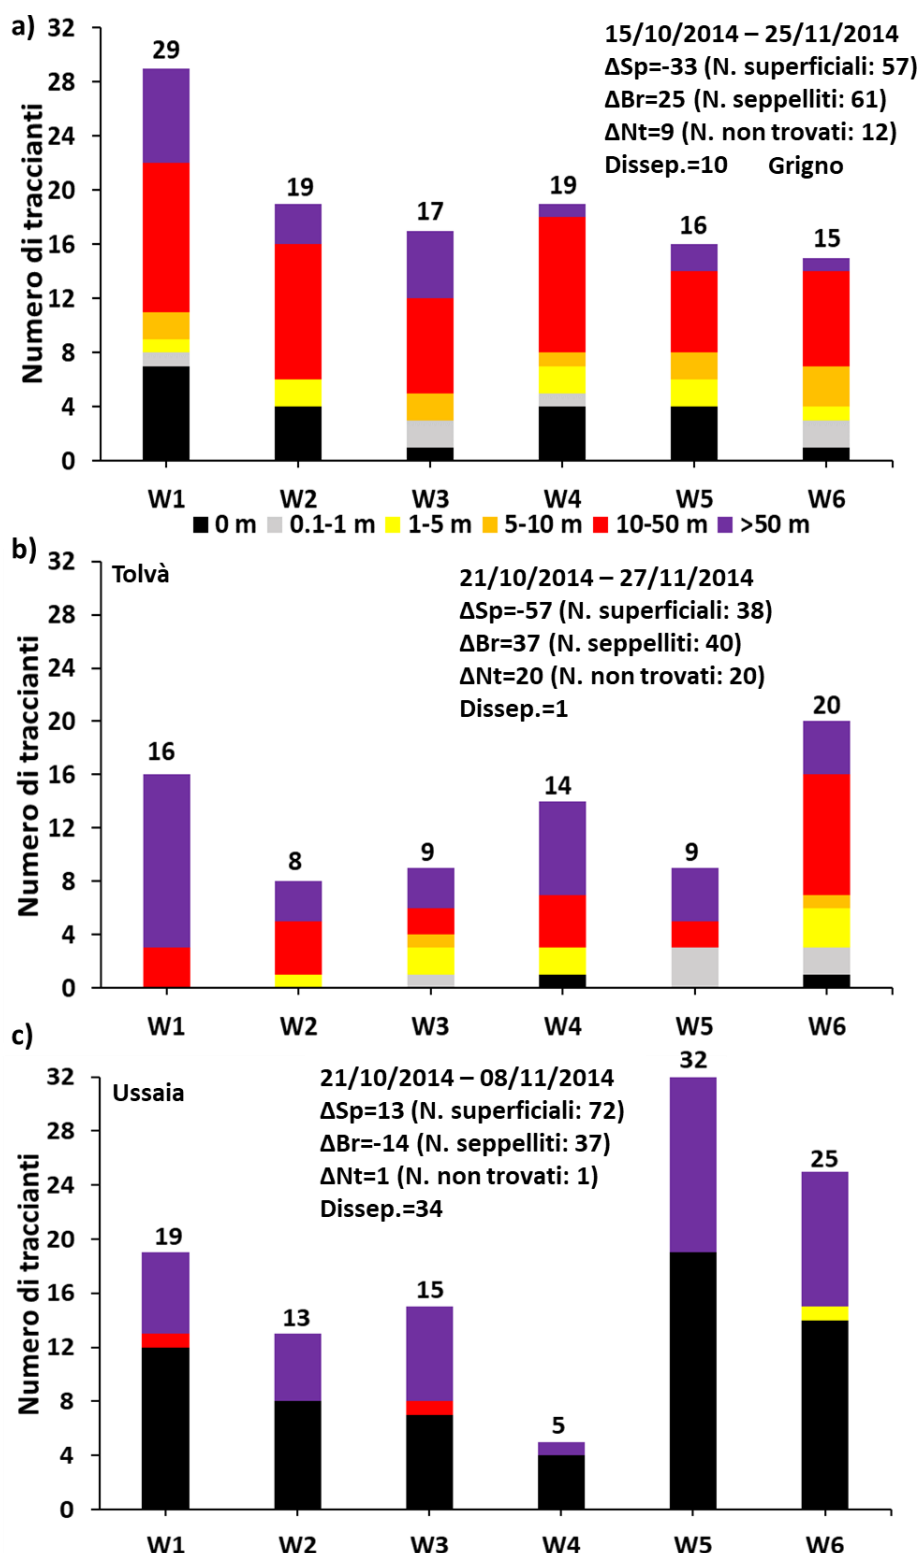 a)
Numero di traccianti
32
28
24
20
16
12
8
4
0
15/10/2014 – 25/11/2014
ΔSp=-33 (N. superficiali: 57)
ΔBr=25 (N. seppelliti: 61)
ΔNt=9 (N. non trovati: 12)
Dissep.=10 Grigno
29
19
17
19
16
15
W1 W2 W3 W4 W5 W6
0 m 0.1-1 m 1-5 m 5-10 m 10-50 m >50 m
b)
Numero di traccianti
32
28
24
20
16
12
8
4
0
Tolvà
21/10/2014 – 27/11/2014
ΔSp=-57 (N. superficiali: 38)
ΔBr=37 (N. seppelliti: 40)
ΔNt=20 (N. non trovati: 20)
Dissep.=1
16
8
9
14
9
20
W1 W2 W3 W4 W5 W6
c)
Numero di traccianti
32
28
24
20
16
12
8
4
0
Ussaia
21/10/2014 – 08/11/2014
ΔSp=13 (N. superficiali: 72)
ΔBr=-14 (N. seppelliti: 37)
ΔNt=1 (N. non trovati: 1)
Dissep.=34
19
13
15
5
32
25
W1 W2 W3 W4 W5 W6